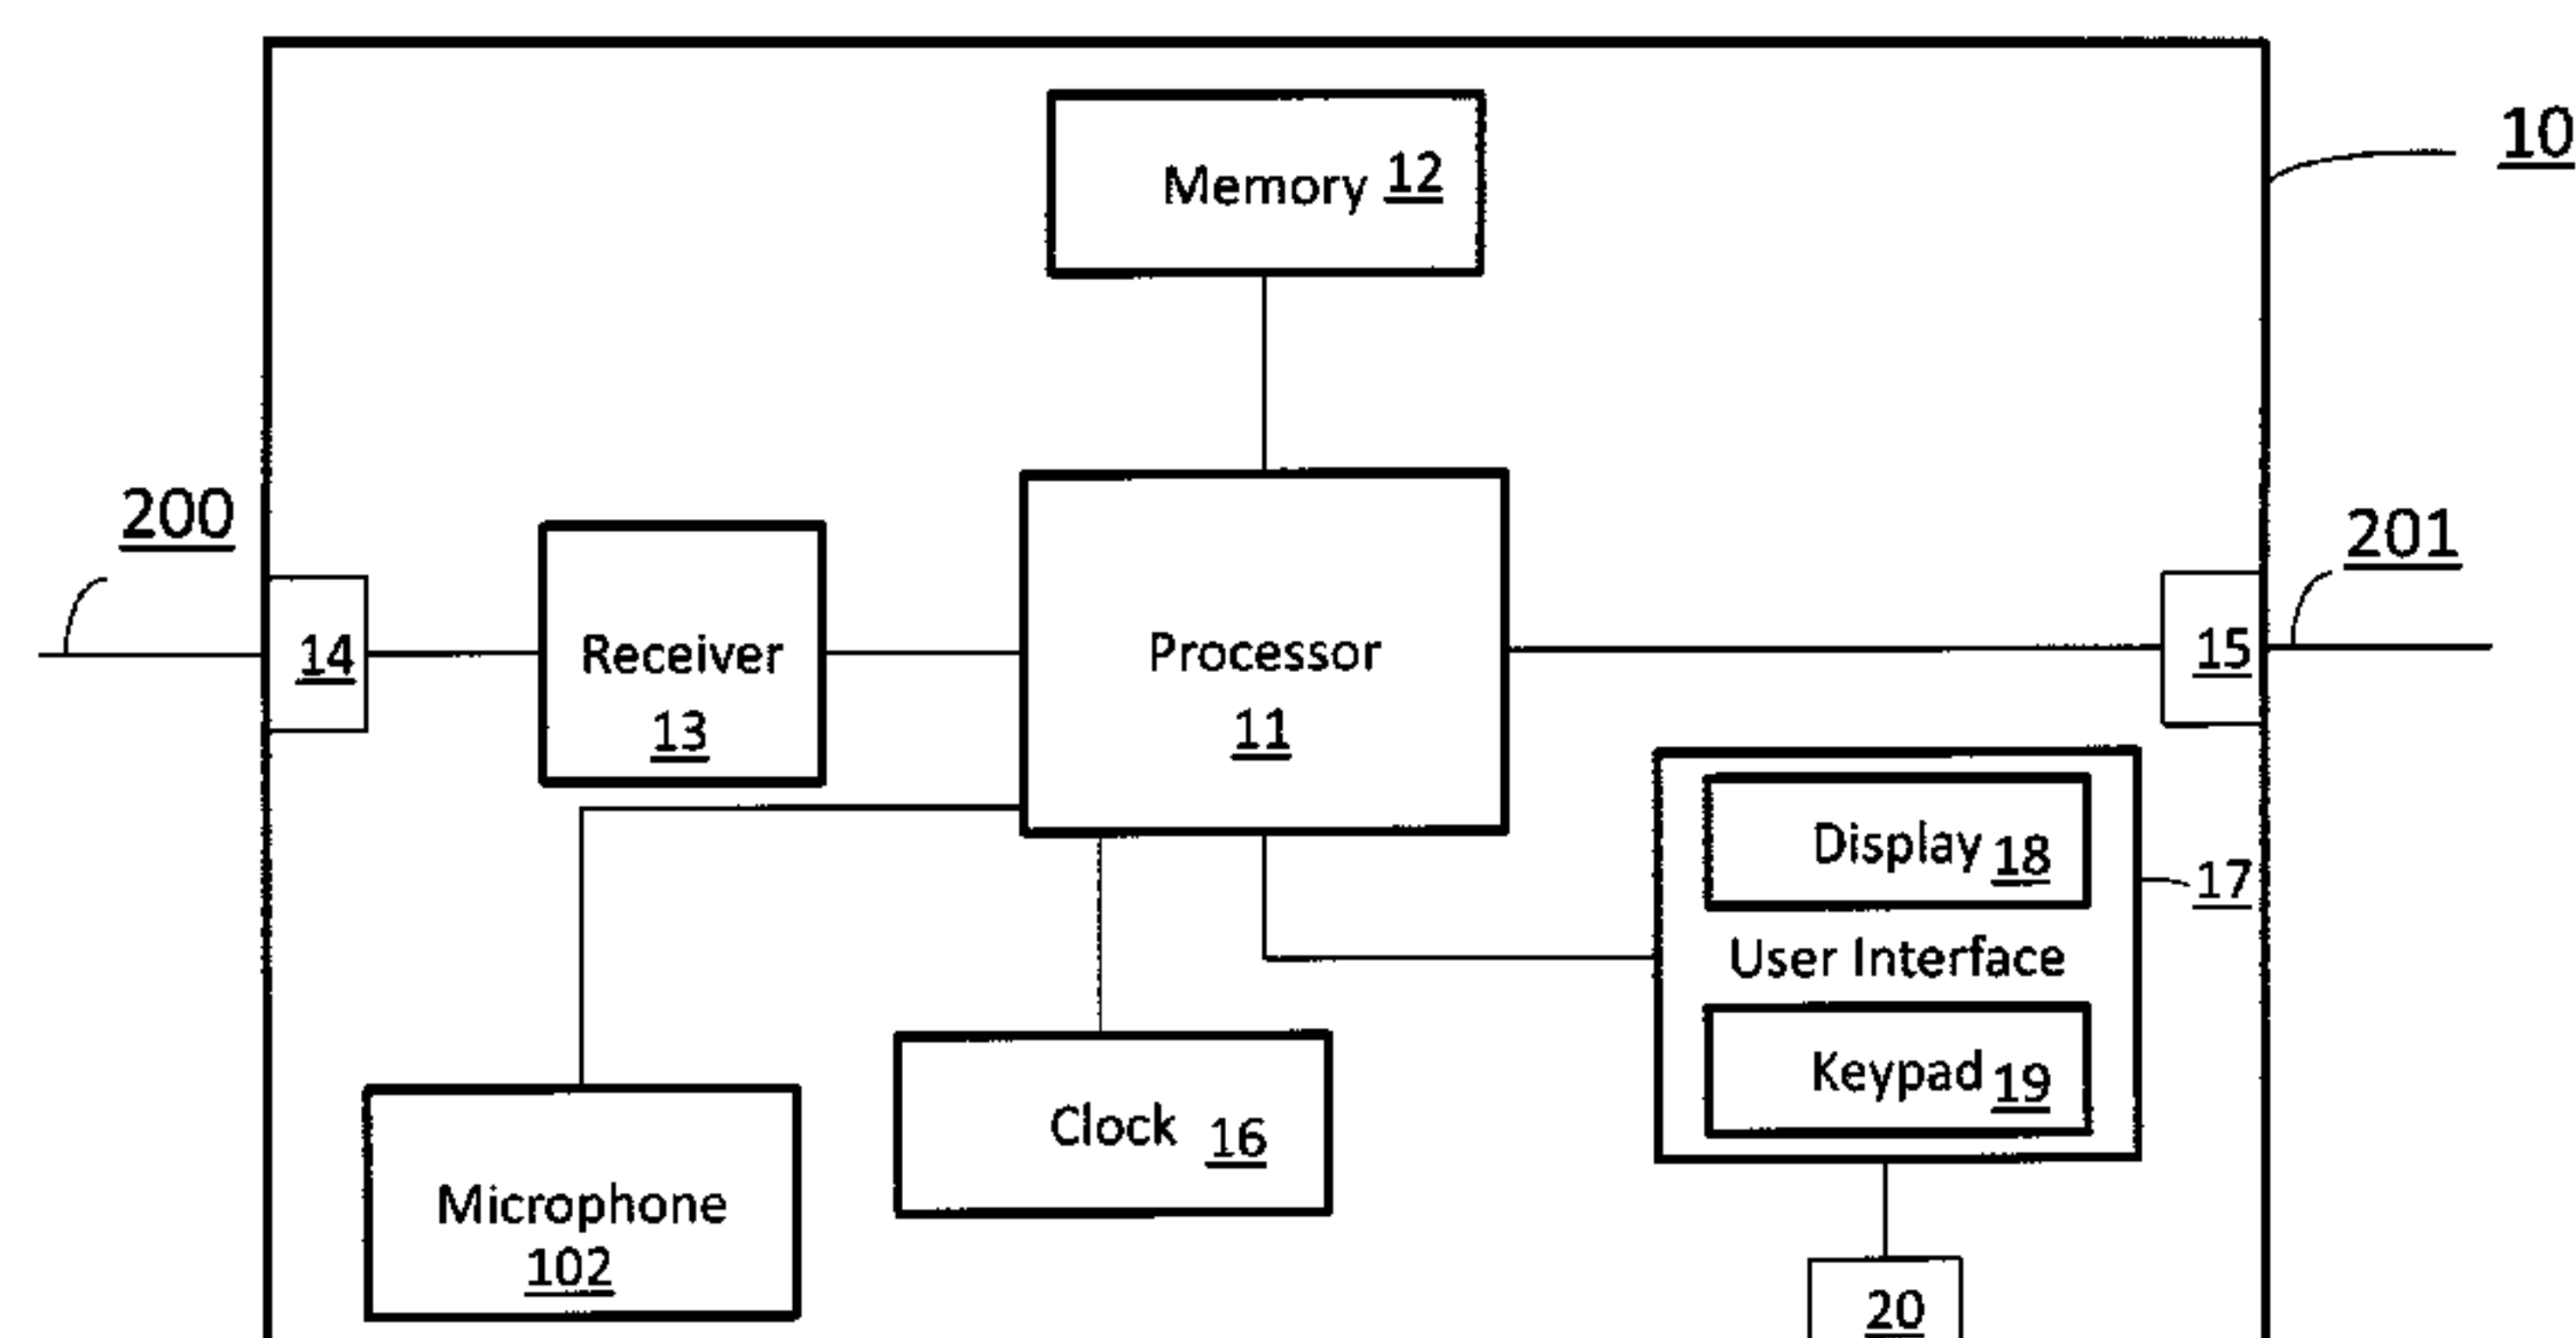 10
Memory 12
200
201
14
Receiver
13
Processor
11
15
Display 18
17
User Interface
Keypad 19
Clock 16
Microphone
102
20